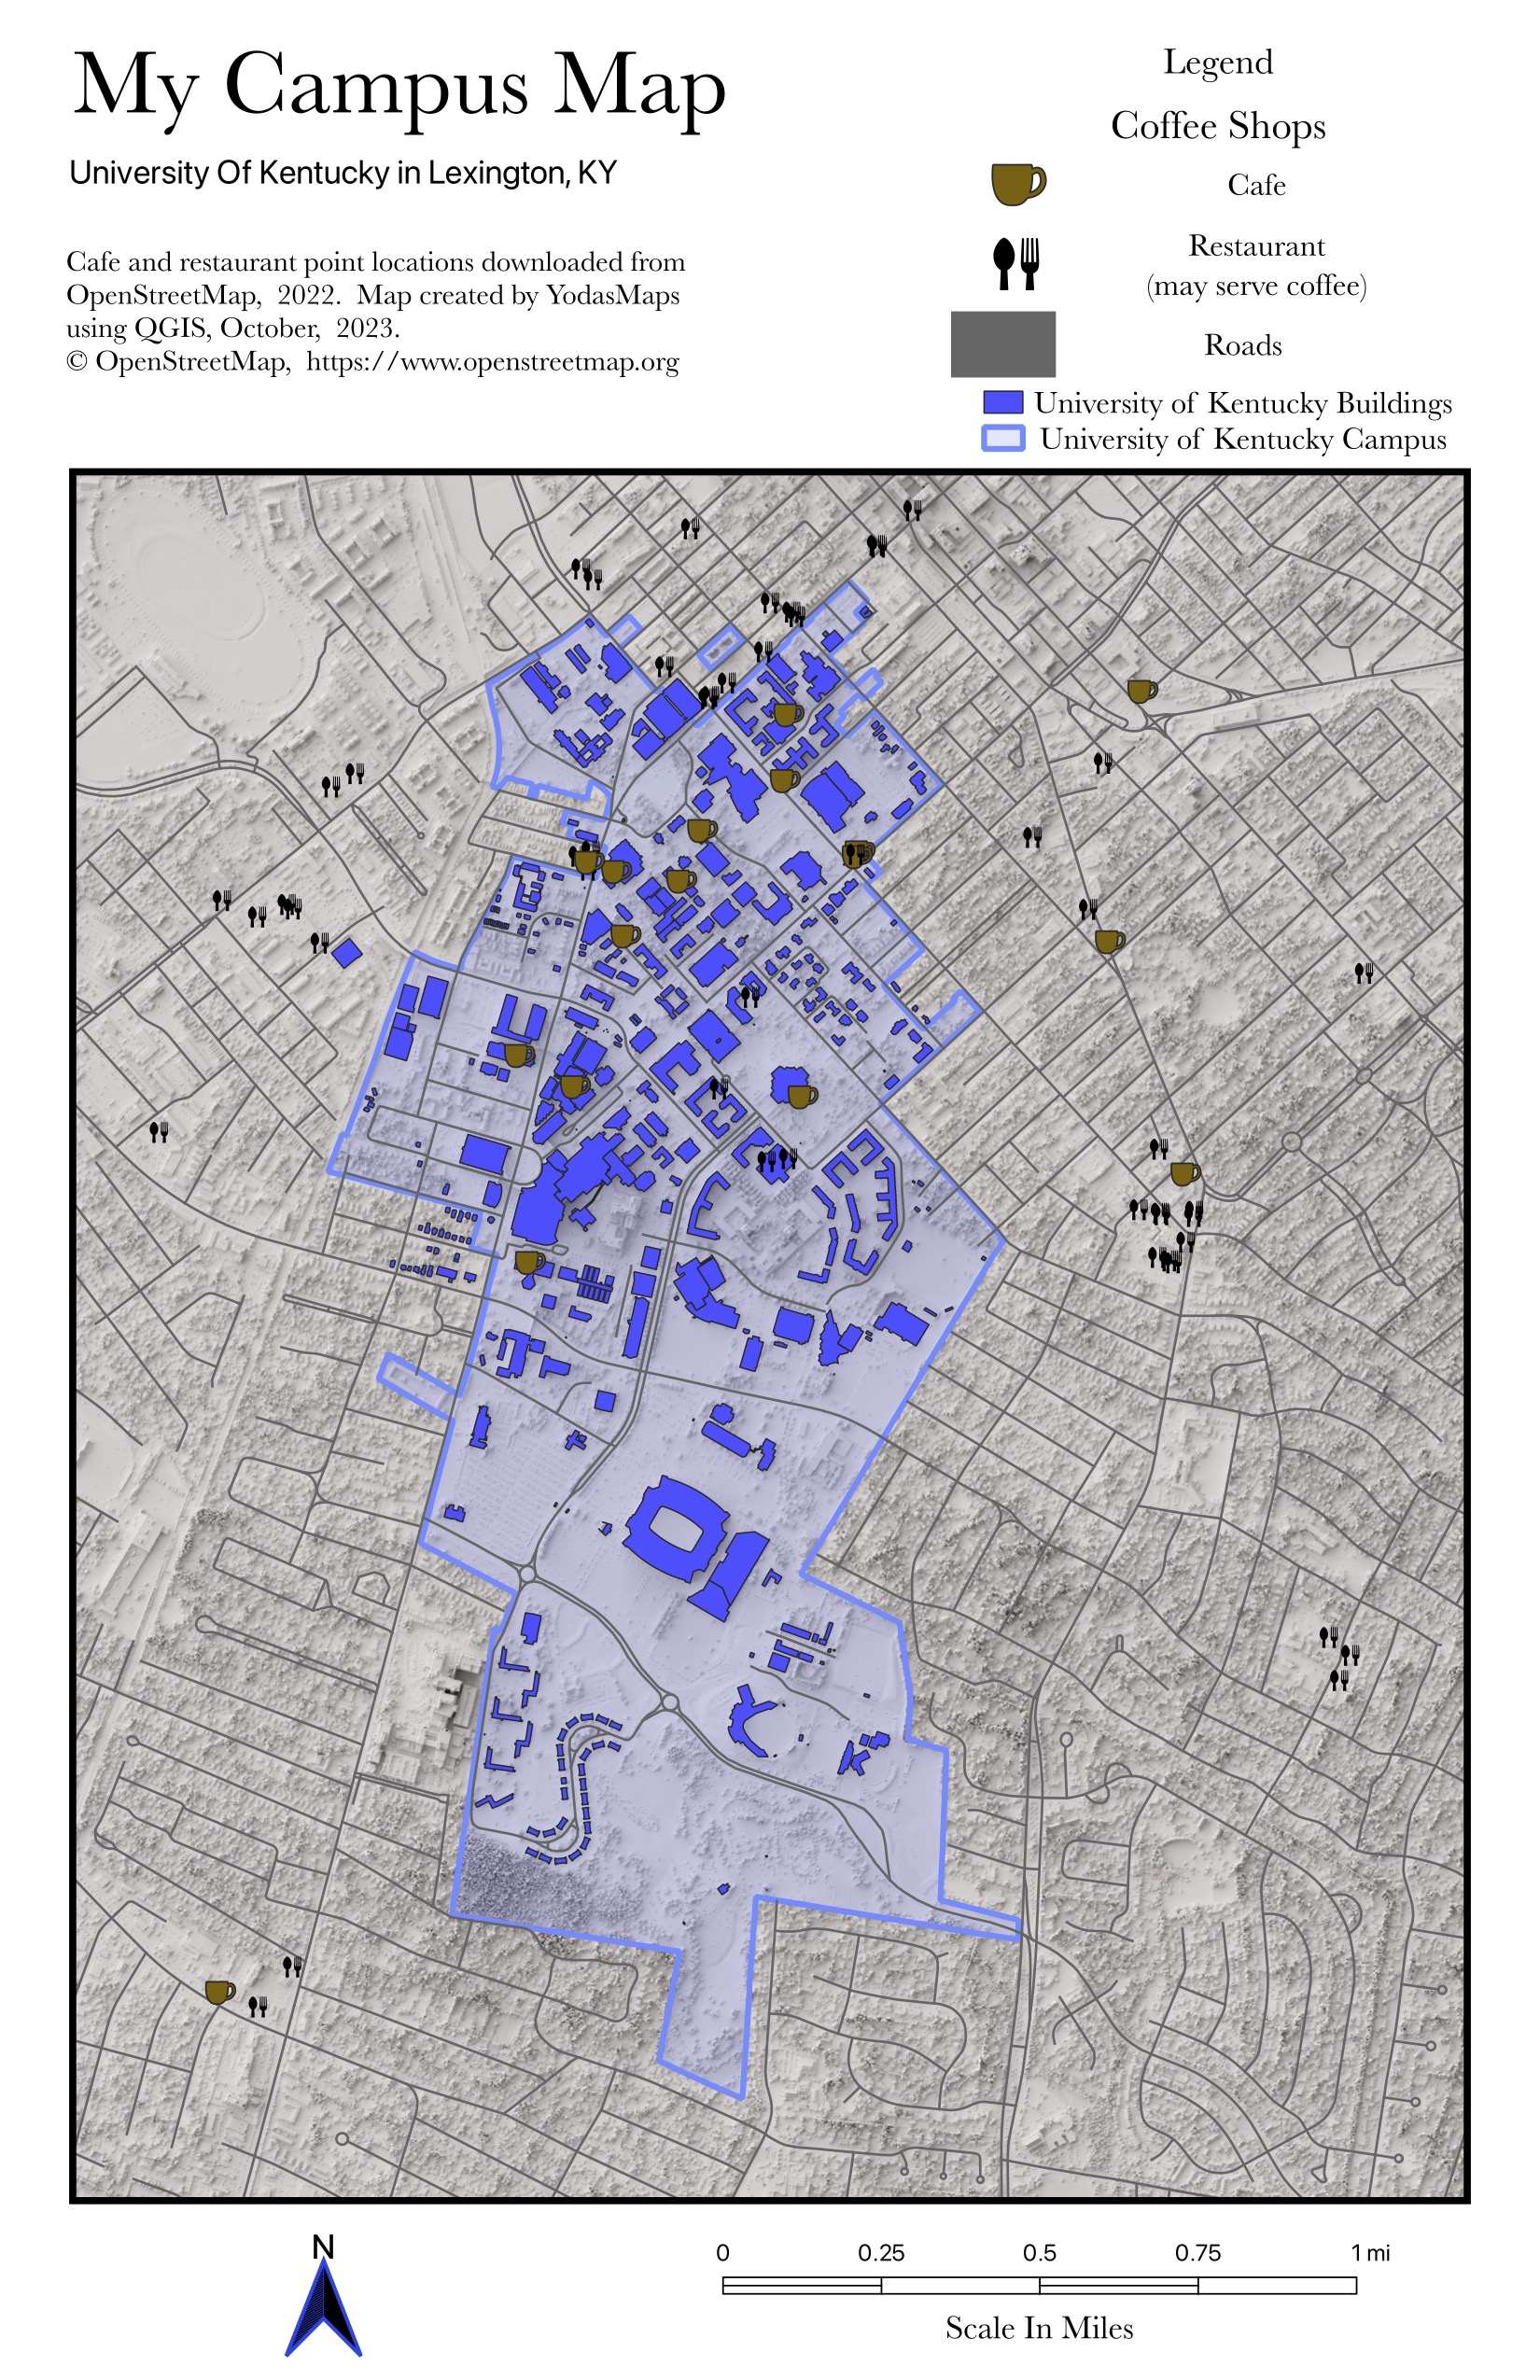 My Campus Map
University Of Kentucky in Lexington, KY
Cafe and restaurant point locations downloaded from
OpenStreetMap, 2022. Map created by YodasMaps
using QGIS, October, 2023.
© OpenStreetMap, https://www.openstreetmap.org
Legend
Coffee Shops
Cafe
Restaurant
(may serve coffee)
Roads
University of Kentucky Buildings
University of Kentucky Campus
N
0 0.25 0.5 0.75 1 mi
Scale In Miles